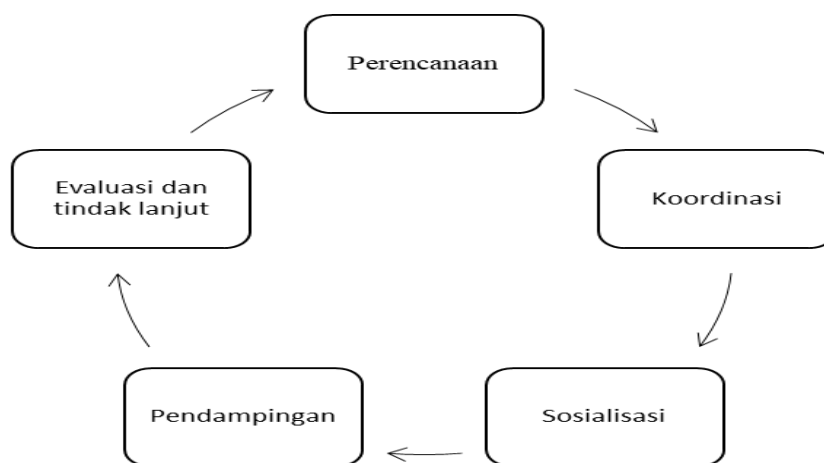 Perencanaan
Koordinasi
Sosialisasi
Pendampingan
Evaluasi dan
tindak lanjut